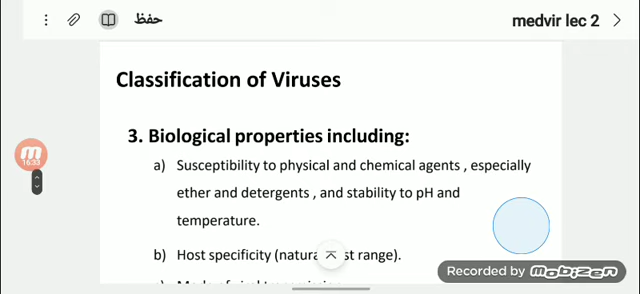 حفظ
medvir lec 2
Classification of Viruses
3. Biological properties including:
a) Susceptibility to physical and chemical agents , especially
ether and detergents , and stability to pH and
temperature.
b) Host specificity (natura st range).
16:33
Recorded by mobizen